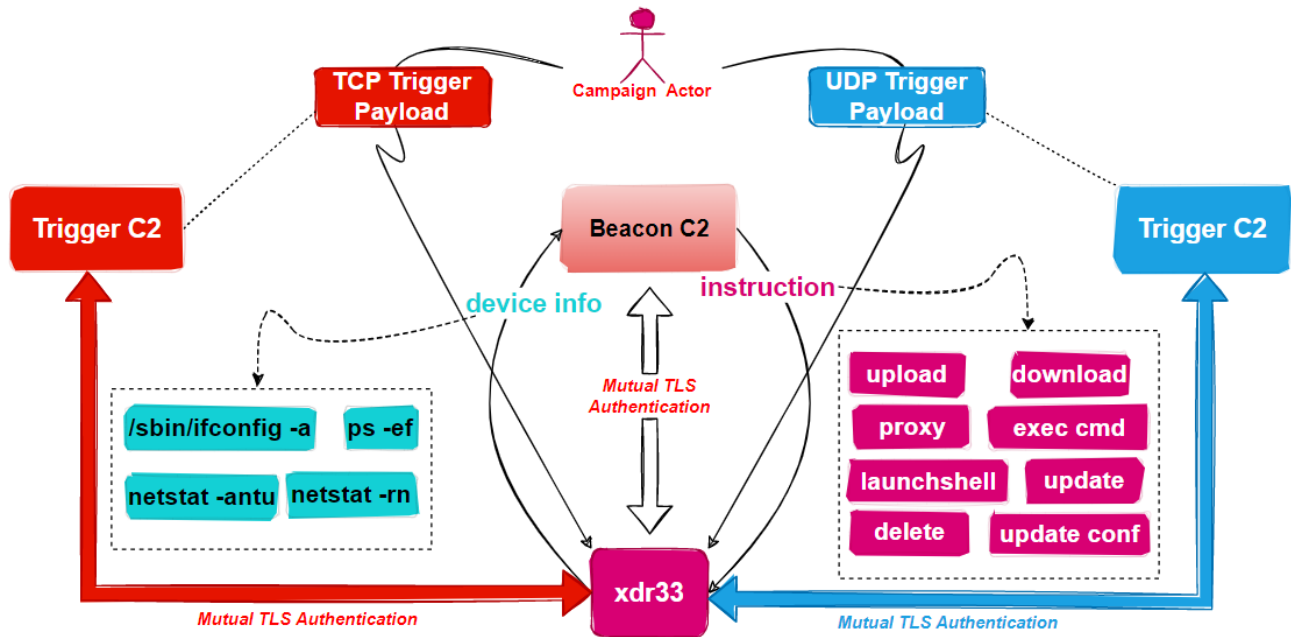 TCP Trigger
Payload
Campaign Actor
UDP Trigger
Payload
Trigger C2
Beacon C2
Trigger C2
device info
instruction
Mutual TLS
Authentication
/sbin/ifconfig -a
ps -ef
netstat -antu
netstat -rn
upload
download
proxy
exec cmd
launchshell
update
delete
update conf
xdr33
Mutual TLS Authentication
Mutual TLS Authentication